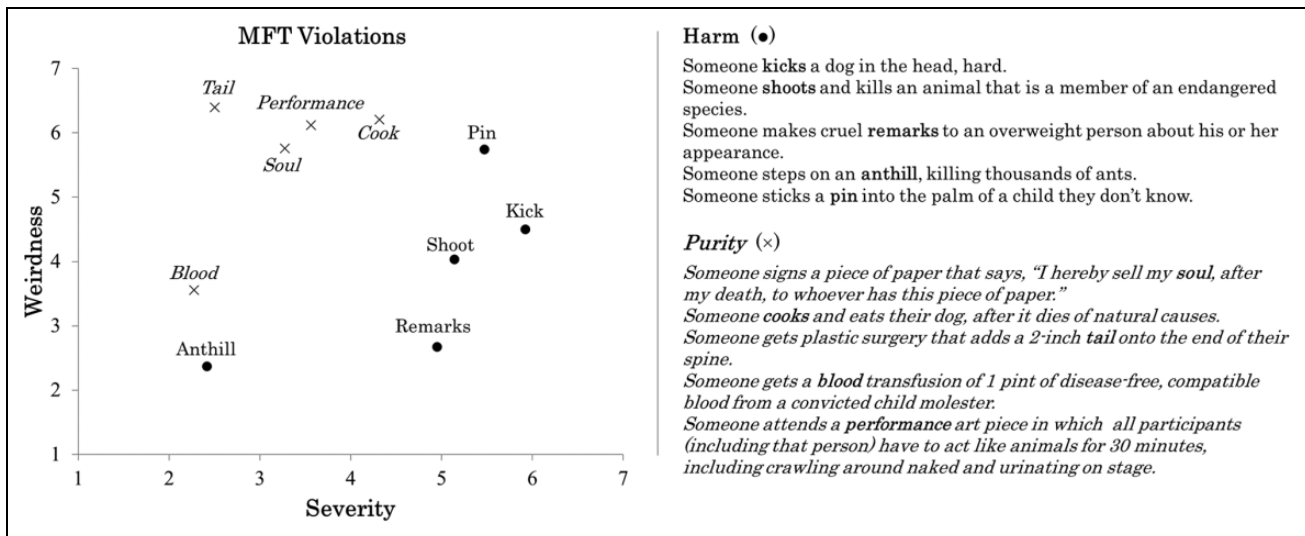 MFT Violations
7
6
5
4
3
2
1
Weirdness
Tail
Performance
Cook
Soul
Pin
Kick
Shoot
Blood
Remarks
Anthill
1 2 3 4 5 6 7
Severity
Harm (●)
Someone kicks a dog in the head, hard.
Someone shoots and kills an animal that is a member of an endangered
species.
Someone makes cruel remarks to an overweight person about his or her
appearance.
Someone steps on an anthill, killing thousands of ants.
Someone sticks a pin into the palm of a child they don’t know.
Purity (×)
Someone signs a piece of paper that says, “I hereby sell my soul, after
my death, to whoever has this piece of paper.”
Someone cooks and eats their dog, after it dies of natural causes.
Someone gets plastic surgery that adds a 2-inch tail onto the end of their
spine.
Someone gets a blood transfusion of 1 pint of disease-free, compatible
blood from a convicted child molester.
Someone attends a performance art piece in which all participants
(including that person) have to act like animals for 30 minutes,
including crawling around naked and urinating on stage.